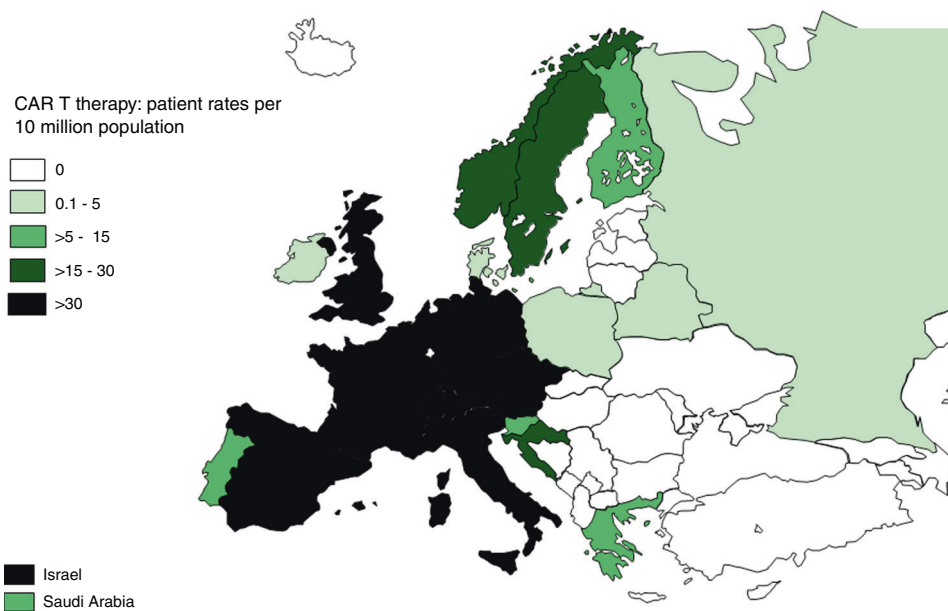 CAR T therapy: patient rates per
10 million population
0
0.1 - 5
>5 - 15
>15 - 30
>30
Israel
Saudi Arabia